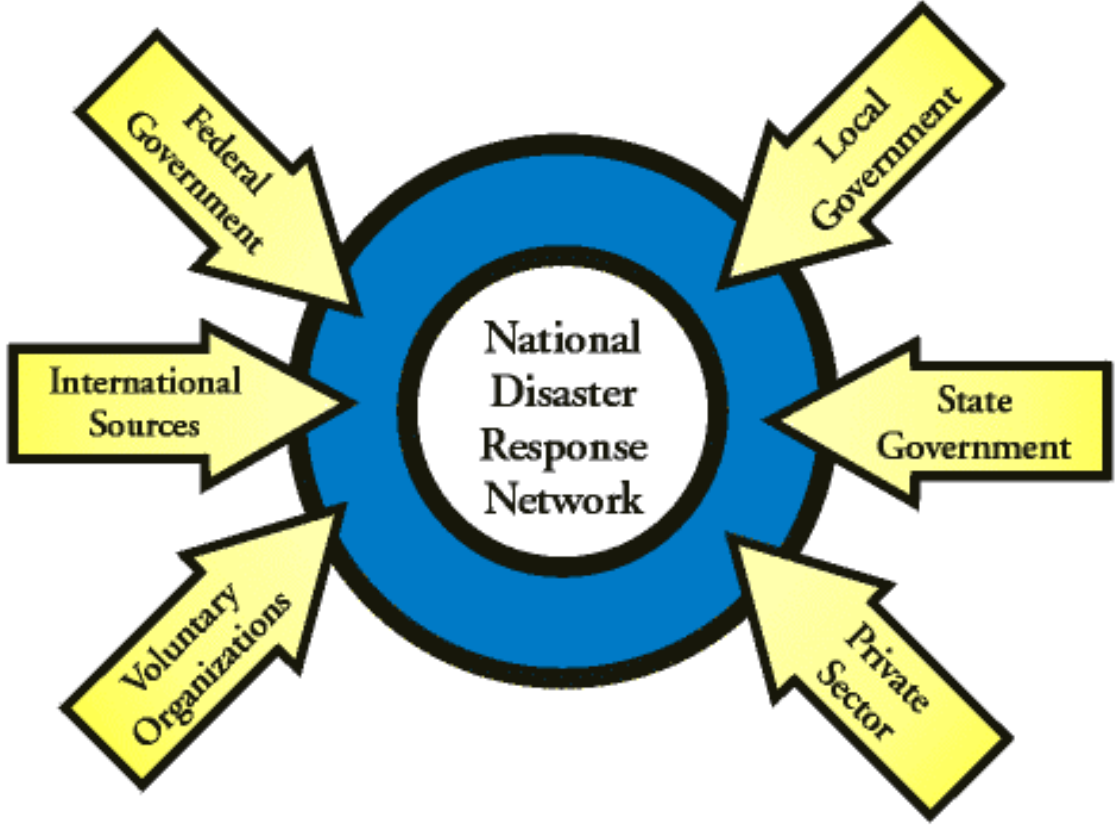 Federal
Government
Local
Government
International
Sources
National
Disaster
Response
Network
State
Government
Voluntary
Organizations
Private
Sector